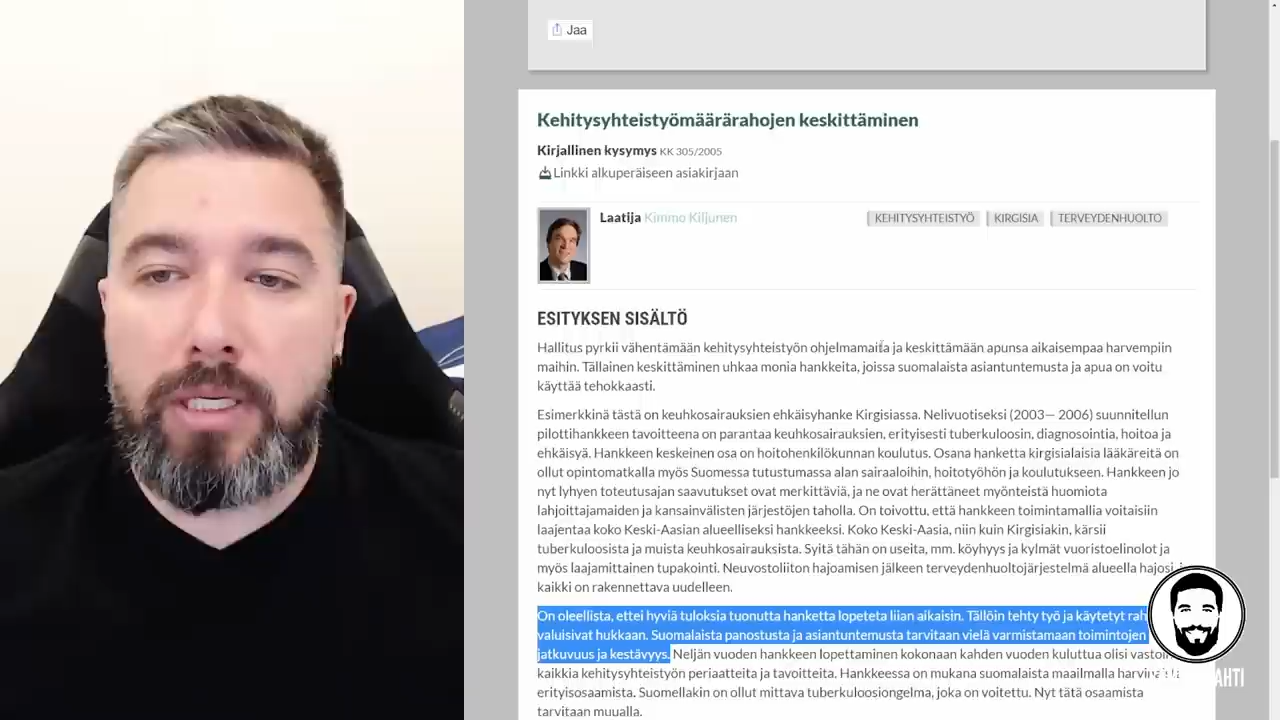 Jaa
Kehitysyhteistyömäärärahojen keskittäminen
Kirjallinen kysymys KK 305/2005
Linkki alkuperäiseen asiakirjaan
Laatija Kimmo Kiljunen
KEHITYSYHTEISTYÖ
KIRGISIA
TERVEYDENHUOLTO
ESITYKSEN SISÄLTÖ
Hallitus pyrkii vähentämään kehitysyhteistyön ohjelmamaita ja keskittämään apunsa aikaisempaa harvempiin
maihin. Tällainen keskittäminen uhkaa monia hankkeita, joissa suomalaista asiantuntemusta ja apua on voitu
käyttää tehokkaasti.
Esimerkkinä tästä on keuhkosairauksien ehkäisyhanke Kirgisiassa. Nelivuotiseksi (2003— 2006) suunnitellun
pilottihankkeen tavoitteena on parantaa keuhkosairauksien, erityisesti tuberkuloosin, diagnosointia, hoitoa ja
ehkäisyä. Hankkeen keskeinen osa on hoitohenkilökunnan koulutus. Osana hanketta kirgisialaisia lääkäreitä on
ollut opintomatkalla myös Suomessa tutustumassa alan sairaaloihin, hoitotyöhön ja koulutukseen. Hankkeen jo
nyt lyhyen toteutusajan saavutukset ovat merkittäviä, ja ne ovat herättäneet myönteistä huomiota
lahjoittajamaiden ja kansainvälisten järjestöjen taholla. On toivottu, että hankkeen toimintamallia voitaisiin
laajentaa koko Keski-Aasian alueelliseksi hankkeeksi. Koko Keski-Aasia, niin kuin Kirgisiakin, kärsii
tuberkuloosista ja muista keuhkosairauksista. Syitä tähän on useita, mm. köyhyys ja kylmät vuoristoelinolot ja
myös laajamittainen tupakointi. Neuvostoliiton hajoamisen jälkeen terveydenhuoltojärjestelmä alueella hajosi
kaikki on rakennettava uudelleen.
On oleellista, ettei hyviä tuloksia tuonutta hanketta lopeteta liian aikaisin. Tällöin tehty työ ja käytetyt rah
valuisivat hukkaan. Suomalaista panostusta ja asiantuntemusta tarvitaan vielä varmistamaan toimintojen
jatkuvuus ja kestävyys. Neljän vuoden hankkeen lopettaminen kokonaan kahden vuoden kuluttua olisi vastoin
kaikkia kehitysyhteistyön periaatteita ja tavoitteita. Hankkeessa on mukana suomalaista maailmalla
erityisosaamista. Suomellakin on ollut mittava tuberkuloosiongelma, joka on voitettu. Nyt tätä osaamista
tarvitaan muualla.